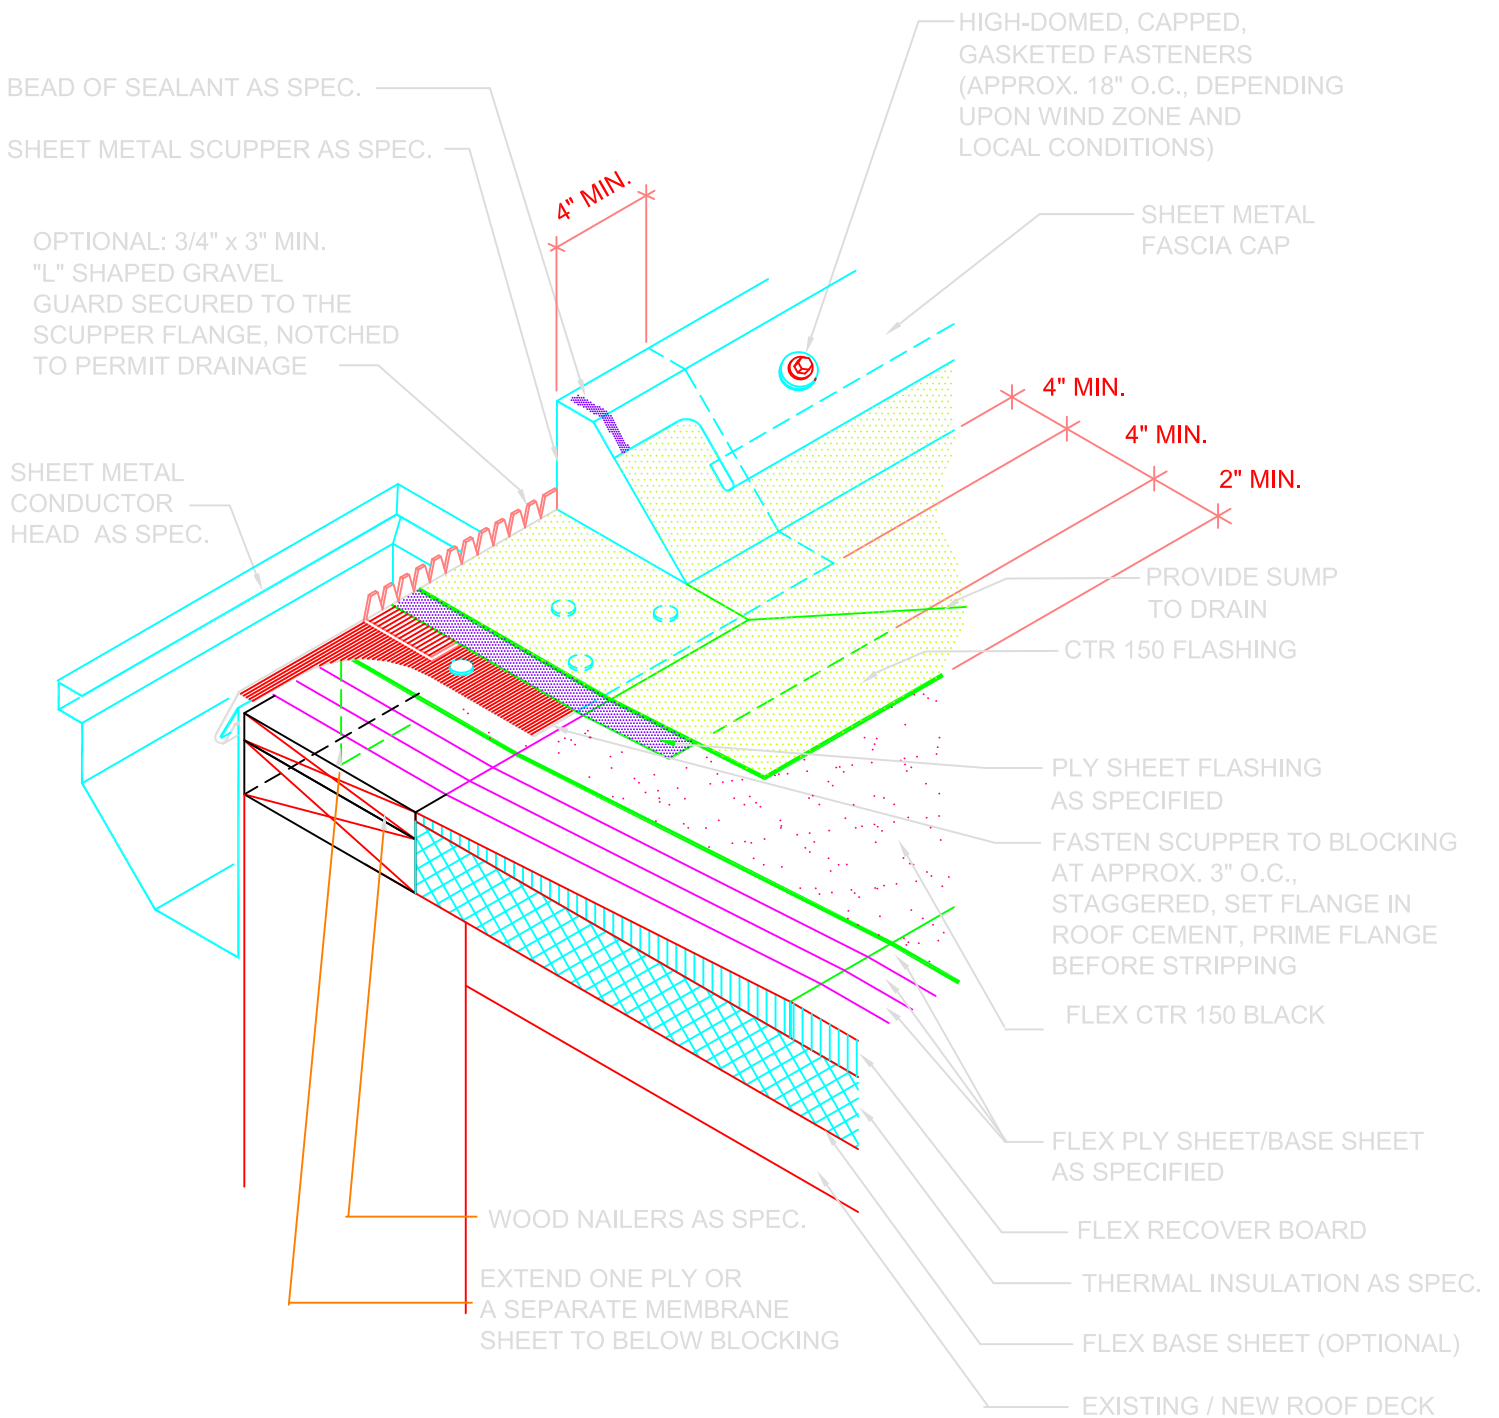 HIGH-DOMED, CAPPED,
GASKETED FASTENERS
(APPROX. 18" O.C., DEPENDING
UPON WIND ZONE AND
LOCAL CONDITIONS)
BEAD OF SEALANT AS SPEC.
SHEET METAL SCUPPER AS SPEC.
4" MIN.
SHEET METAL
FASCIA CAP
OPTIONAL: 3/4" x 3" MIN.
"L" SHAPED GRAVEL
GUARD SECURED TO THE
SCUPPER FLANGE, NOTCHED
TO PERMIT DRAINAGE
4" MIN.
4" MIN.
2" MIN.
SHEET METAL
CONDUCTOR
HEAD AS SPEC.
PROVIDE SUMP
TO DRAIN
CTR 150 FLASHING
PLY SHEET FLASHING
AS SPECIFIED
FASTEN SCUPPER TO BLOCKING
AT APPROX. 3" O.C.,
STAGGERED, SET FLANGE IN
ROOF CEMENT, PRIME FLANGE
BEFORE STRIPPING
FLEX CTR 150 BLACK
FLEX PLY SHEET/BASE SHEET
AS SPECIFIED
WOOD NAILERS AS SPEC.
FLEX RECOVER BOARD
EXTEND ONE PLY OR
A SEPARATE MEMBRANE
SHEET TO BELOW BLOCKING
THERMAL INSULATION AS SPEC.
FLEX BASE SHEET (OPTIONAL)
EXISTING / NEW ROOF DECK